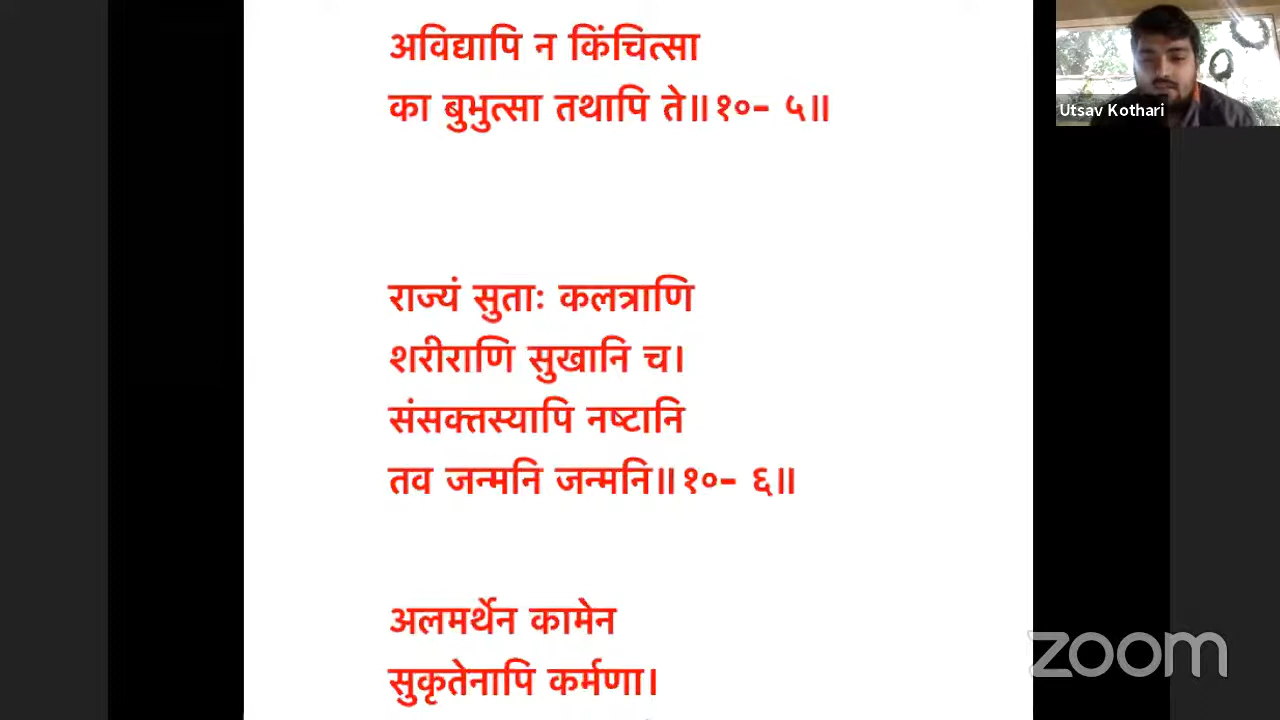 अविद्यापि न किंचित्सा
का बुभुत्सा तथापि ते॥१०- ५॥
Utsav Kothari
राज्यं सुताः कलत्राणि
शरीराणि सुखानि च।
संसक्तस्यापि नष्टानि
तव जन्मनि जन्मनि॥१०- ६॥
अलमर्थेन कामेन
सुकृतेनापि कर्मणा।
zoom